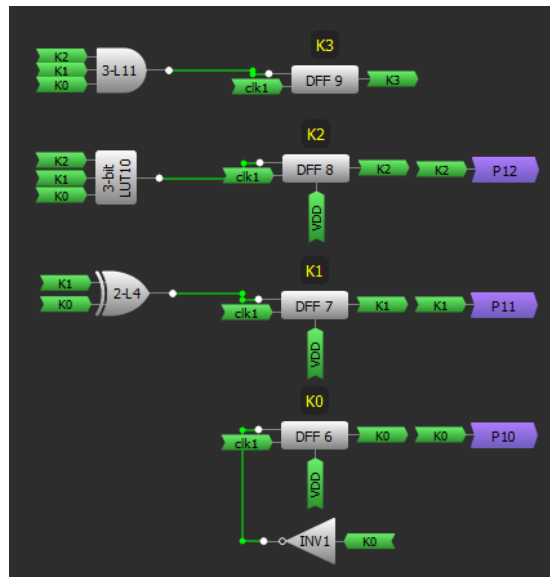 K3
K2
K1
K0
3-L11
clk1
DFF 9
K3
K2
K2
K1
K0
3-bit
LUT10
clk1
DFF 8
K2
K2
P12
VDD
K1
K1
K0
2-L4
clk1
DFF 7
K1
K1
P11
VDD
K0
clk1
DFF 6
K0
K0
P10
VDD
INV1
K0